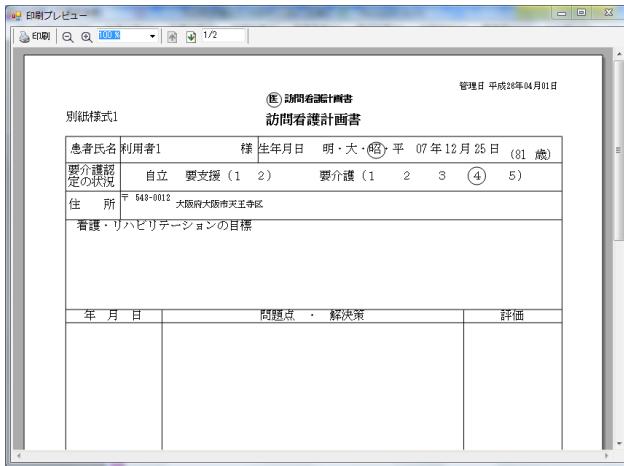 印刷プレビュー
印刷 100 % 1/2
管理日 平成28年04月01日
医 訪問看護計画書
別紙様式1 訪問看護計画書
患者氏名 利用者1 様 生年月日 明・大・昭・平 07年12月25日 (81 歳)
要介護認定の状況 自立 要支援(1 2) 要介護(1 2 3 4 5)
住 所 〒 543-0012 大阪府大阪市天王寺区
看護・リハビリテーションの目標
年 月 日 問題点 ・ 解決策 評価